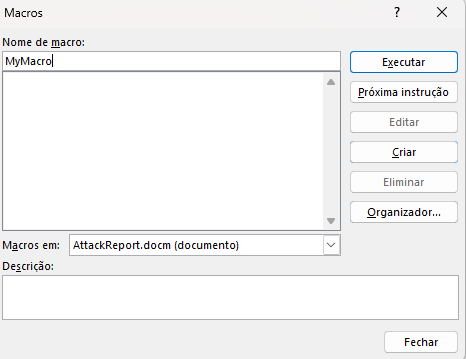 Macros
Nome de macro:
MyMacro
Executar
Próxima instrução
Editar
Criar
Eliminar
Organizador...
Macros em: AttackReport.docm (documento)
Descrição:
Fechar